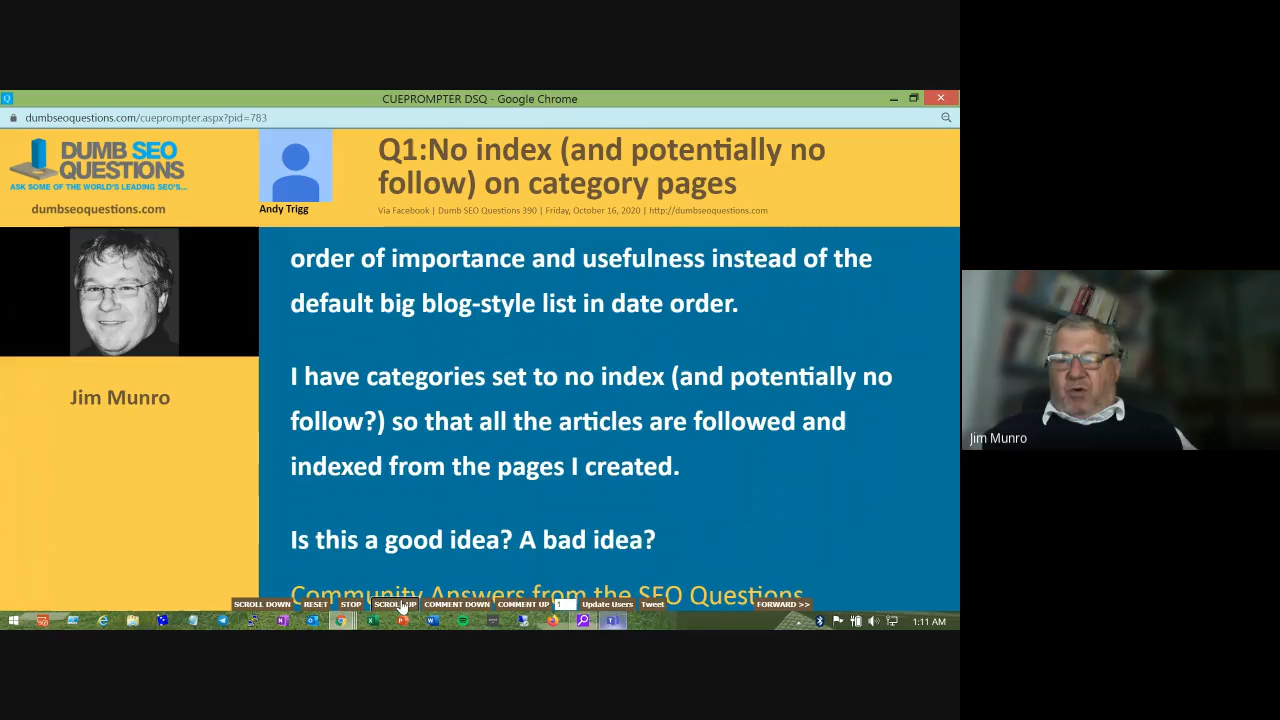 CUEPROMPTER DSQ - Google Chrome
dumbseoquestions.com/cueprompter.aspx?pid=783
DUMB SEO
QUESTIONS
ASK SOME OF THE WORLD'S LEADING SEO'S...
dumbseoquestions.com
Andy Trigg
Q1:No index (and potentially no
follow) on category pages
Via Facebook | Dumb SEO Questions 390 | Friday, October 16, 2020 | http://dumbseoquestions.com
Jim Munro
order of importance and usefulness instead of the
default big blog-style list in date order.
I have categories set to no index (and potentially no
follow?) so that all the articles are followed and
indexed from the pages I created.
Is this a good idea? A bad idea?
Community Answers from the SEO Questions
SCROLL DOWN RESET STOP SCROLL UP COMMENT DOWN COMMENT UP 1 Update Users Tweet FORWARD >>
1:11 AM
Jim Munro